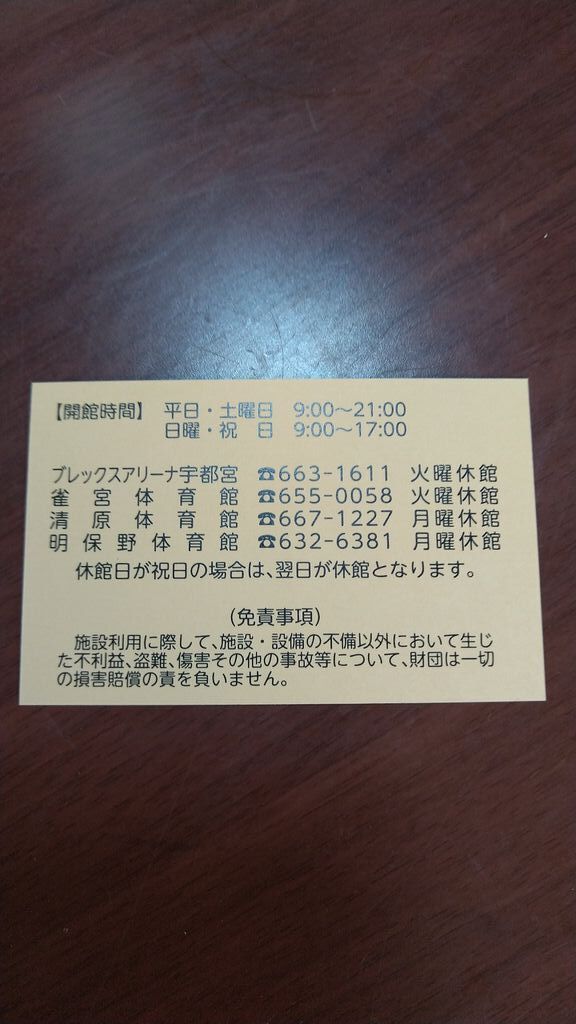 【開館時間】 平日・土曜日 9:00～21:00
日曜・祝 日 9:00～17:00
ブレックスアリーナ宇都宮 ☎663-1611 火曜休館
雀宮体育館 ☎655-0058 火曜休館
清原体育館 ☎667-1227 月曜休館
明保野体育館 ☎632-6381 月曜休館
休館日が祝日の場合は、翌日が休館となります。
(免責事項)
施設利用に際して、施設・設備の不備以外において生じ
た不利益、盗難、傷害その他の事故等について、財団は一切
の損害賠償の責を負いません。